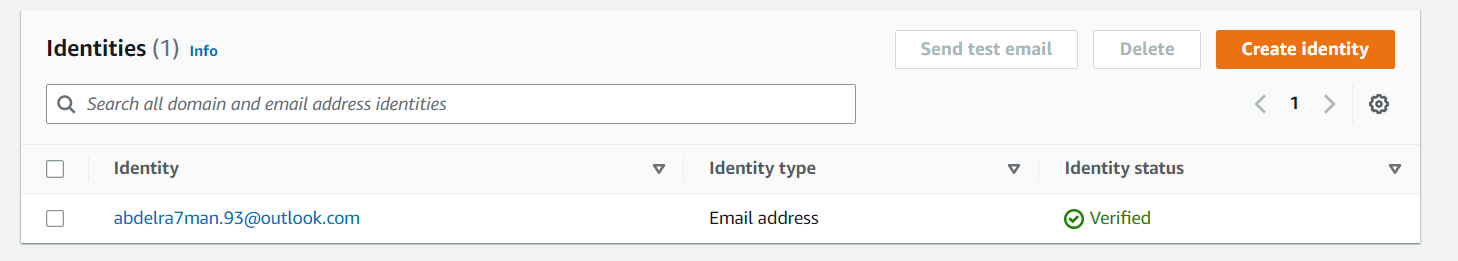 Identities (1) Info
Send test email
Delete
Create identity
Search all domain and email address identities
1
Identity
Identity type
Identity status
abdelra7man.93@outlook.com
Email address
Verified